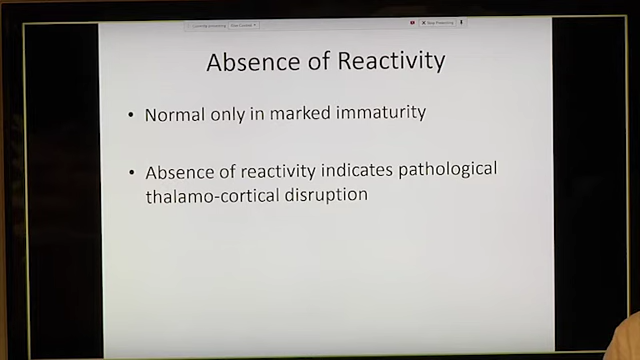 Absence of Reactivity
• Normal only in marked immaturity
• Absence of reactivity indicates pathological
thalamo-cortical disruption